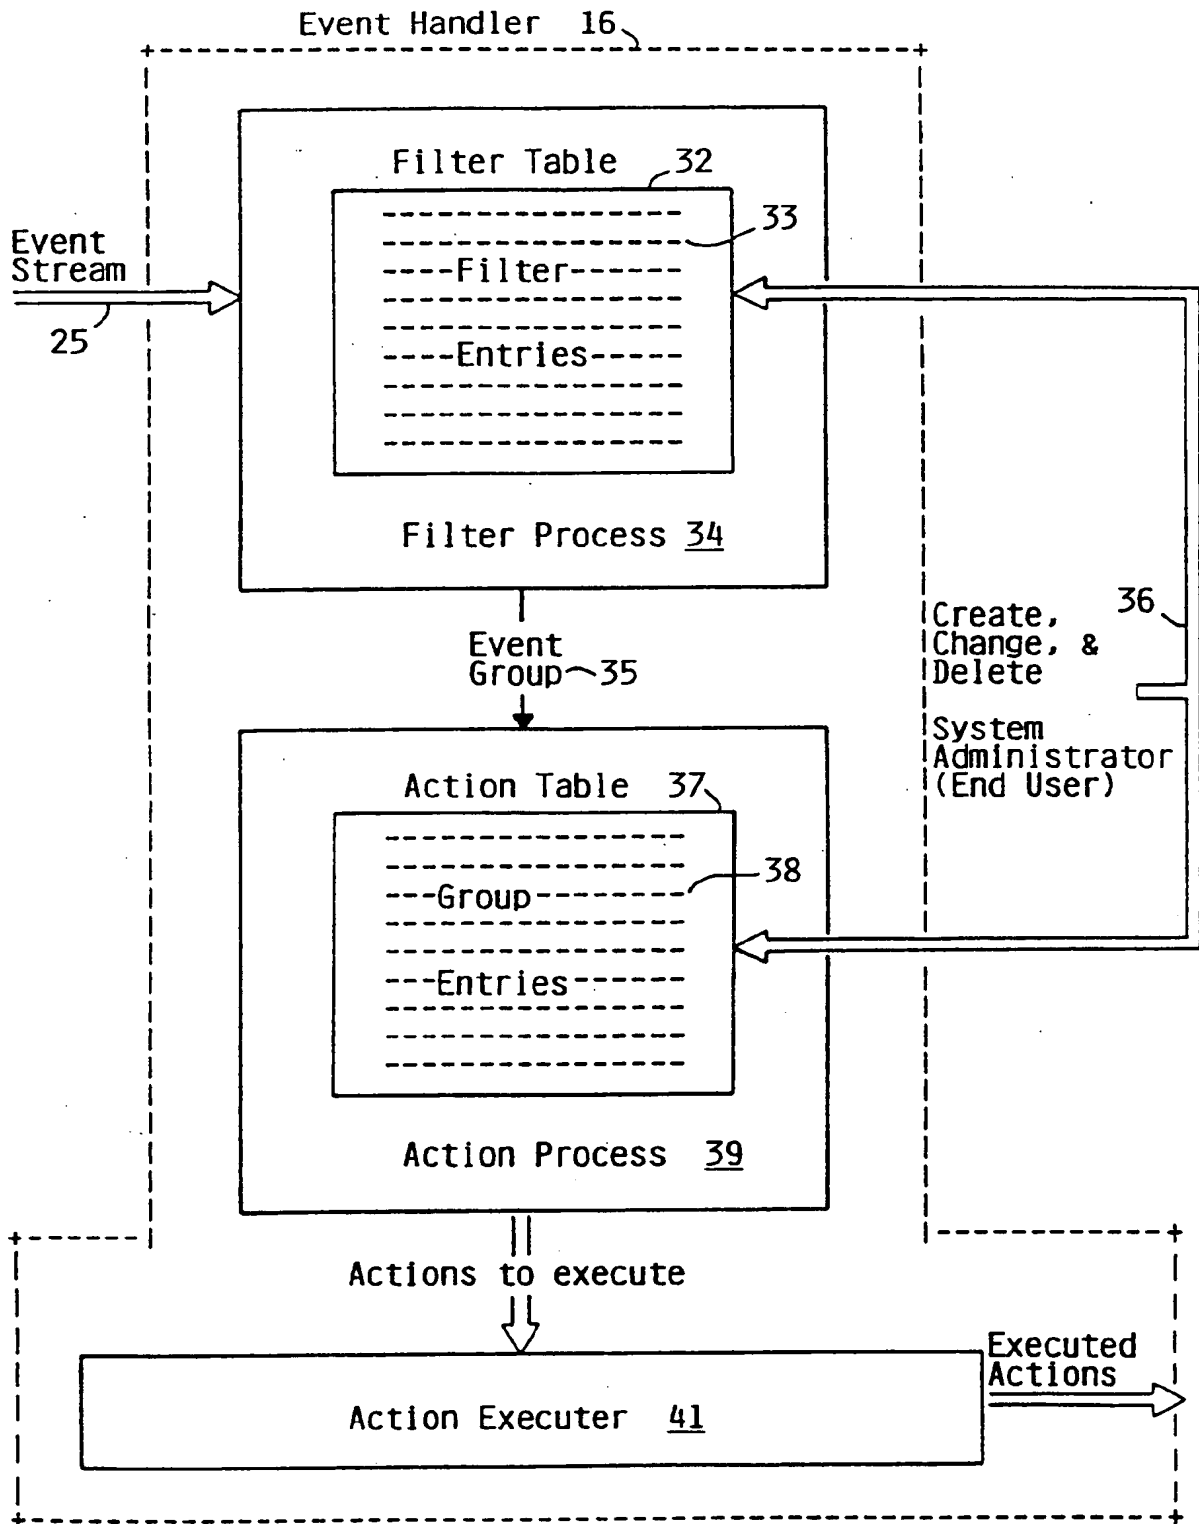 Event Handler 16
Filter Table 32
33
Filter
Entries
Filter Process 34
Event
Stream
25
Event
Group 35
36
Create,
Change, &
Delete
System
Administrator
(End User)
Action Table 37
38
Group
Entries
Action Process 39
Actions to execute
Executed
Actions
Action Executer 41